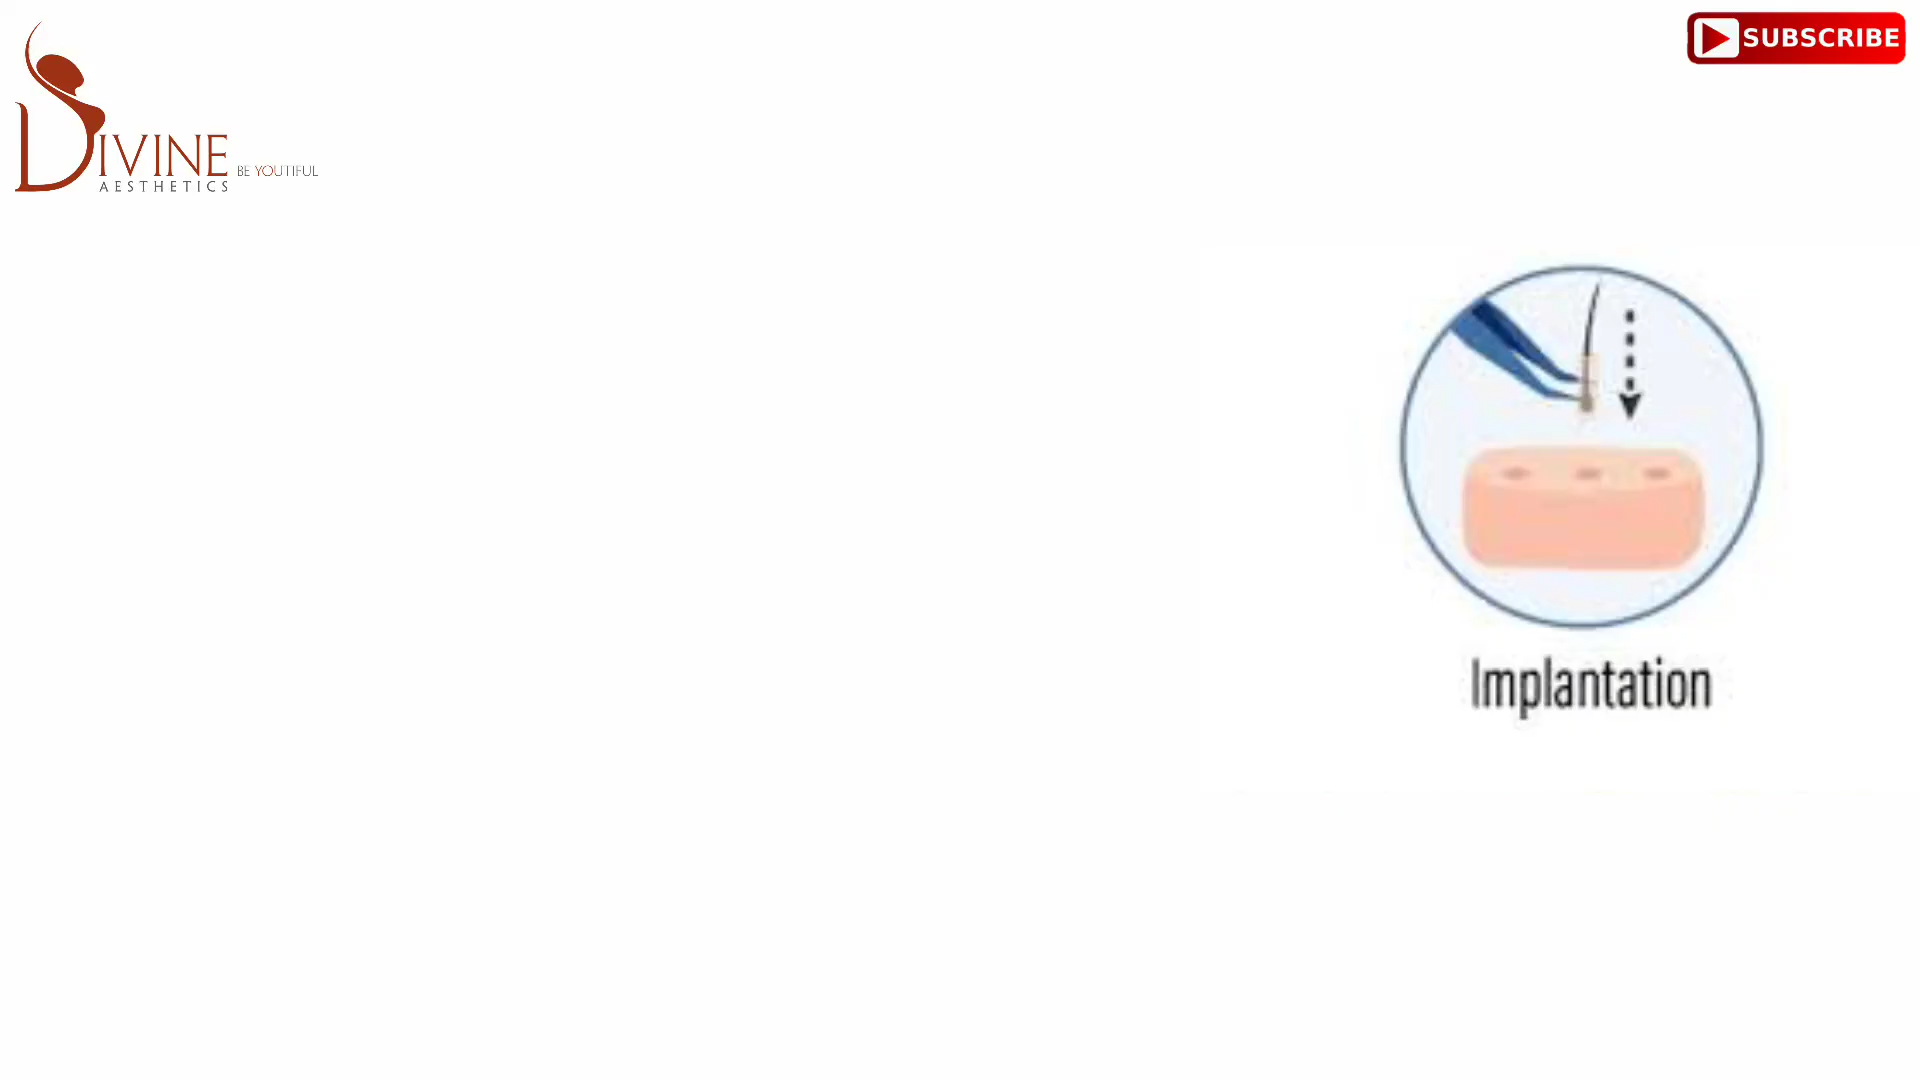 SUBSCRIBE
DIVINE
BE YOUTIFUL
AESTHETICS
Implantation